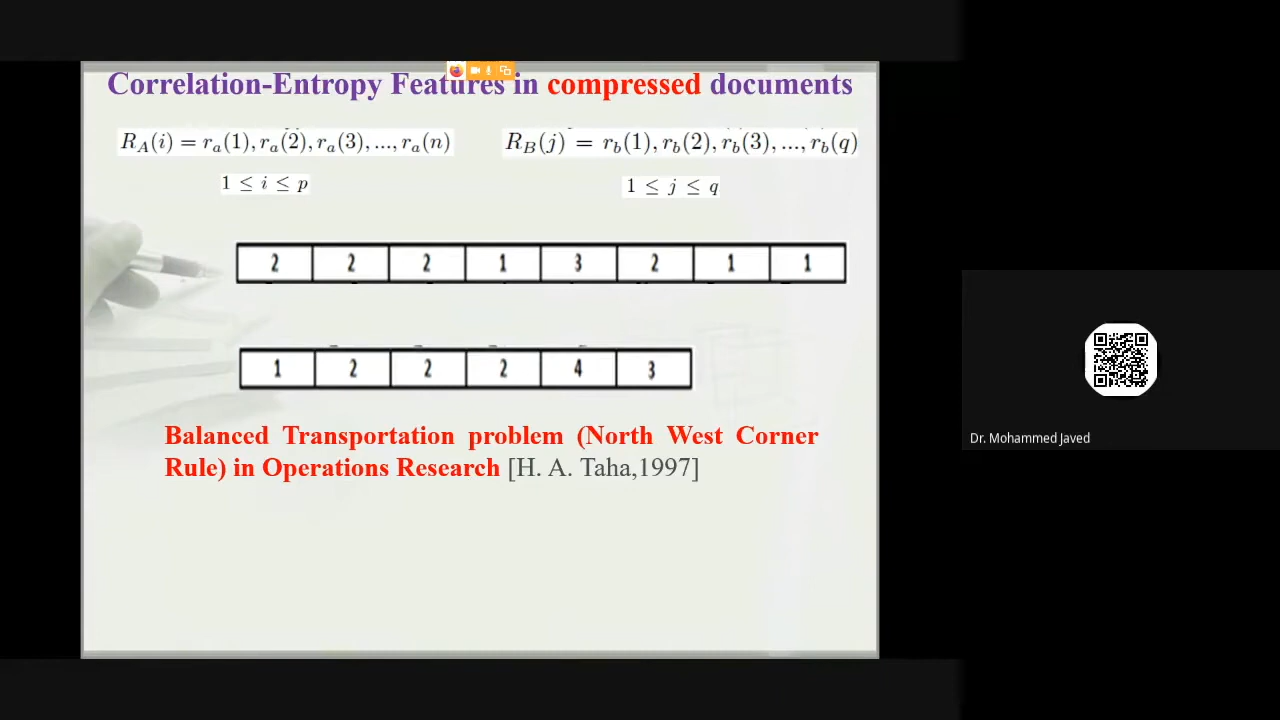 Correlation-Entropy Features in compressed documents
R_A(i) = r_a(1), r_a(2), r_a(3), ..., r_a(n)
R_B(j) = r_b(1), r_b(2), r_b(3), ..., r_b(q)
1 ≤ i ≤ p
1 ≤ j ≤ q
2 2 2 1 3 2 1 1
1 2 2 2 4 3
Balanced Transportation problem (North West Corner
Rule) in Operations Research [H. A. Taha,1997]
Dr. Mohammed Javed